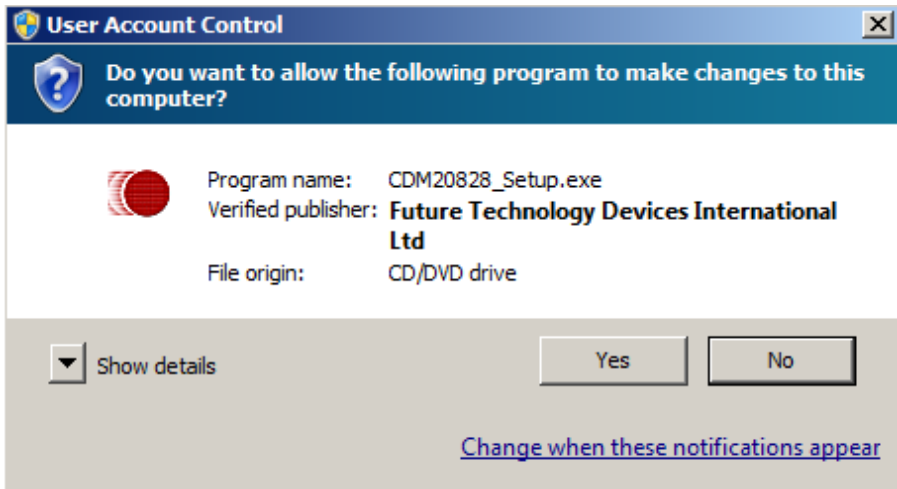 User Account Control
Do you want to allow the following program to make changes to this
computer?
Program name: CDM20828_Setup.exe
Verified publisher: Future Technology Devices International
Ltd
File origin: CD/DVD drive
Show details
Yes
No
Change when these notifications appear